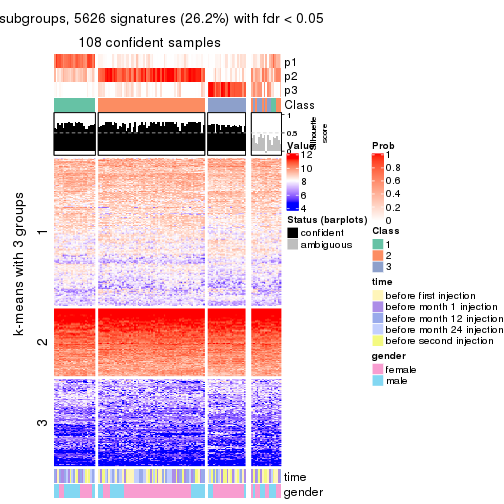 subgroups, 5626 signatures (26.2%) with fdr < 0.05
108 confident samples
p1
p2
p3
Class
1
0.5
0
Silhouette
score
k-means with 3 groups
1
2
3
time
gender
Value
12
10
8
6
4
Status (barplots)
confident
ambiguous
Prob
1
0.8
0.6
0.4
0.2
0
Class
1
2
3
time
before first injection
before month 1 injection
before month 12 injection
before month 24 injection
before second injection
gender
female
male